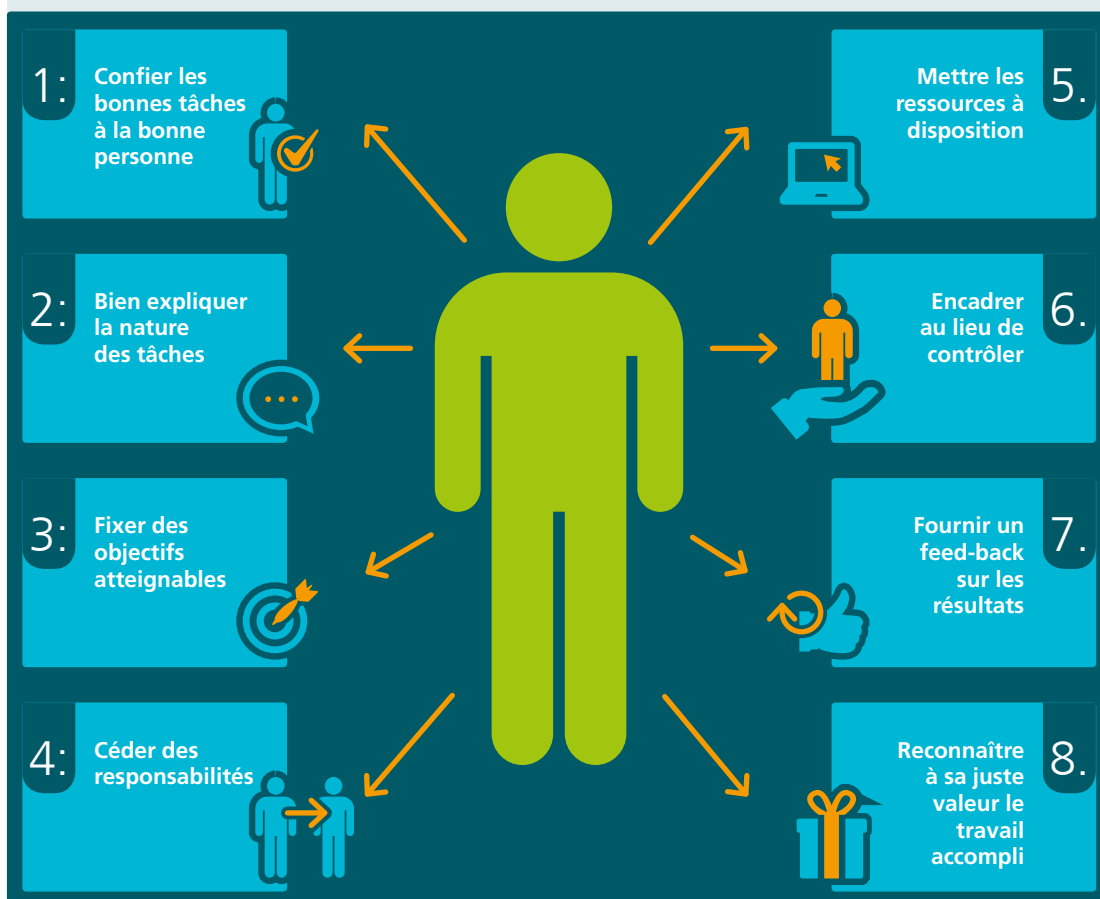 1:
Confier les
bonnes tâches
à la bonne
personne
2:
Bien expliquer
la nature
des tâches
3:
Fixer des
objectifs
atteignables
4:
Céder des
responsabilités
5.
Mettre les
ressources à
disposition
6.
Encadrer
au lieu de
contrôler
7.
Fournir un
feed-back
sur les
résultats
8.
Reconnaître
à sa juste
valeur le
travail
accompli